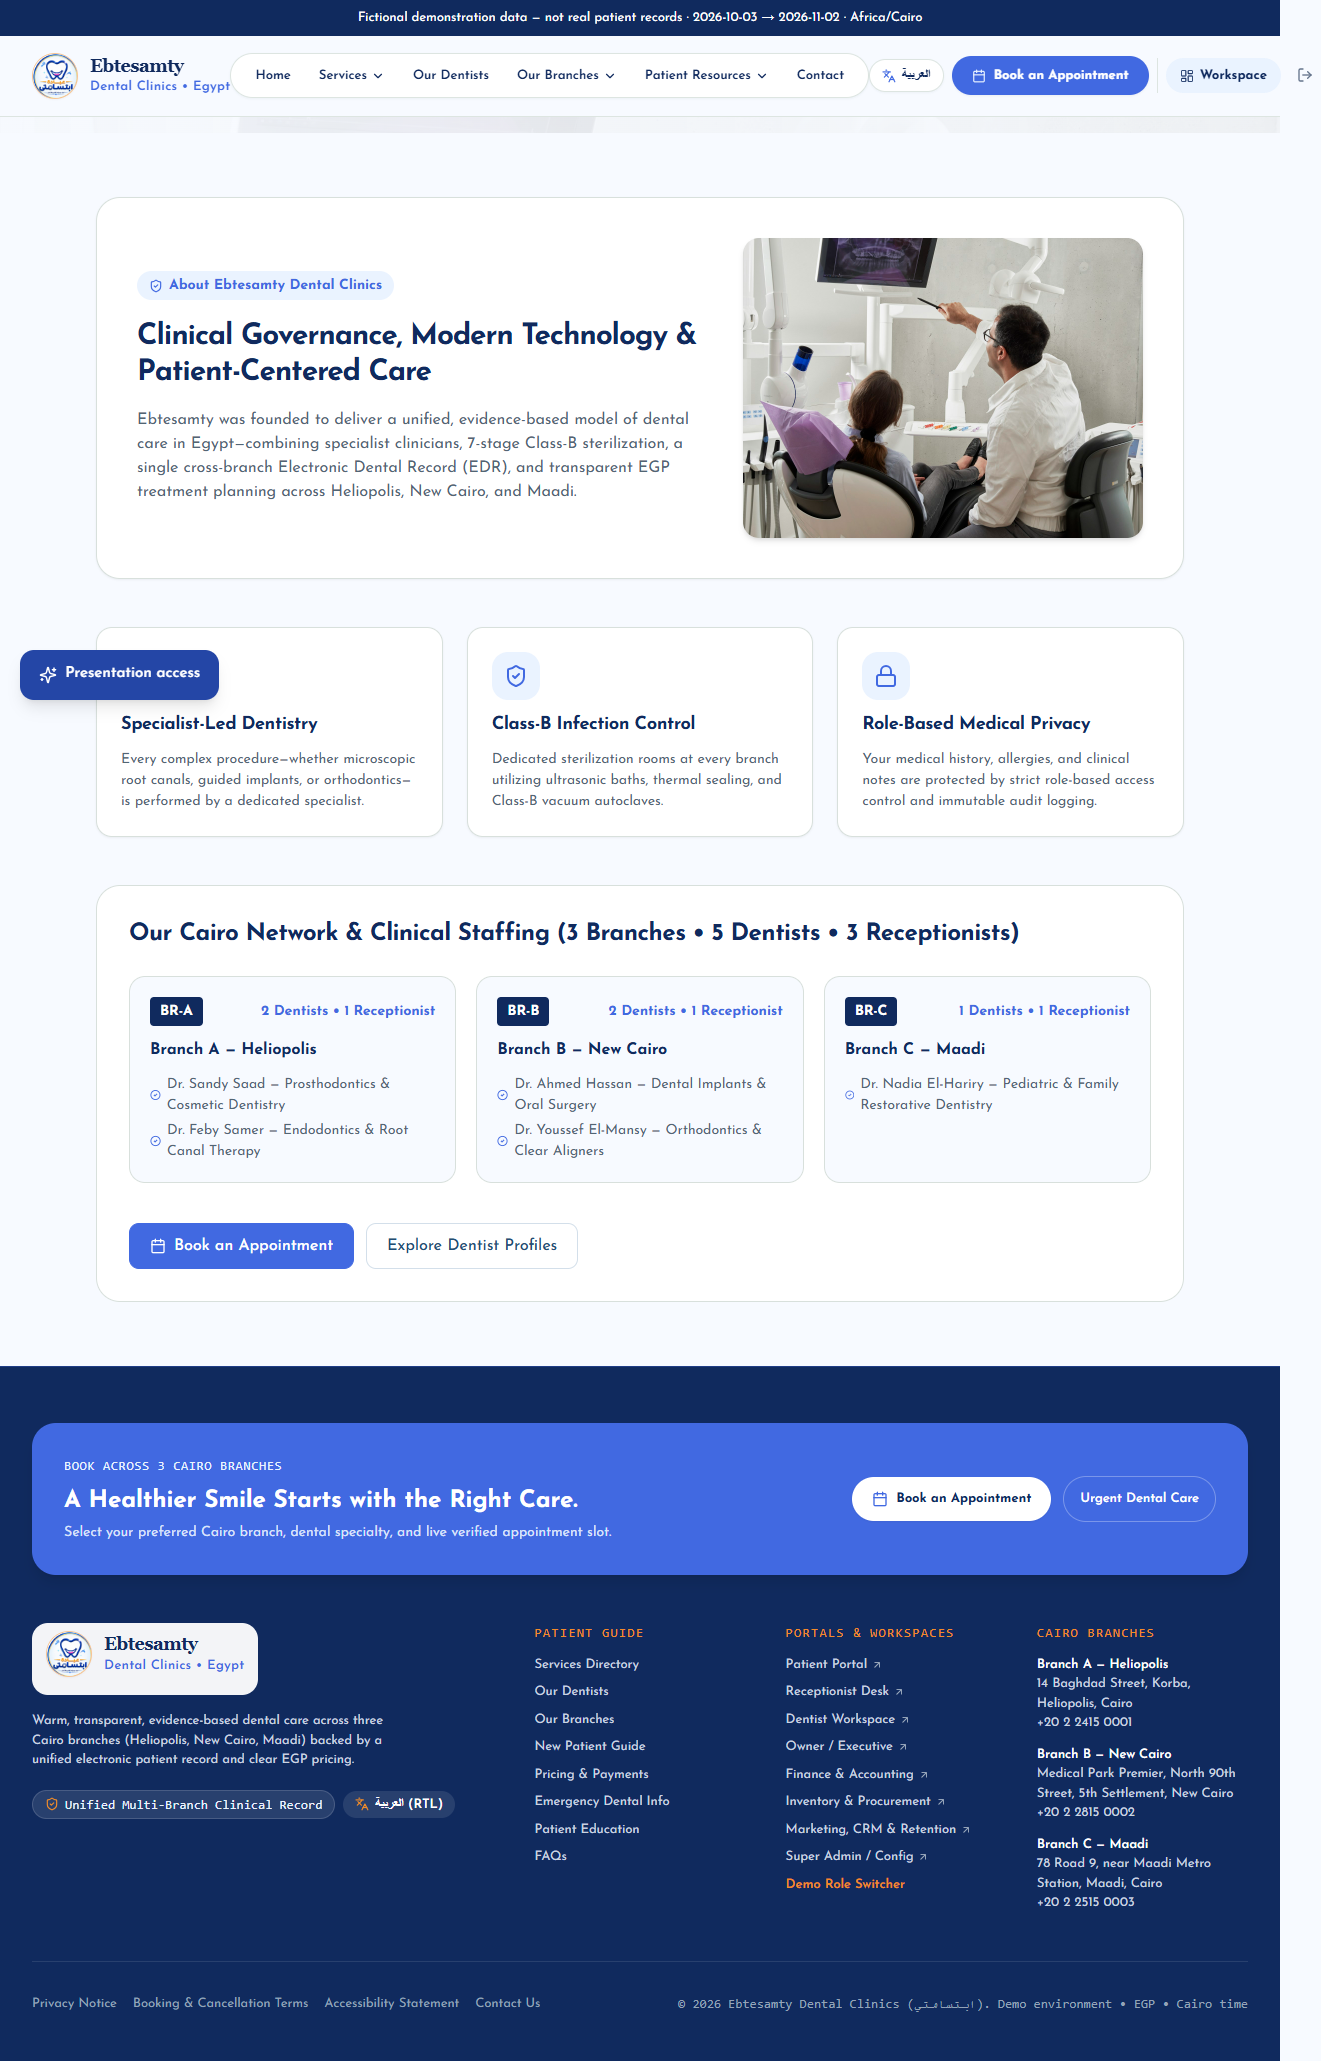 Fictional demonstration data — not real patient records · 2026-10-03 → 2026-11-02 · Africa/Cairo
Ebtesamty
Dental Clinics • Egypt
Home
Services
Our Dentists
Our Branches
Patient Resources
Contact
العربية
Book an Appointment
Workspace
About Ebtesamty Dental Clinics
Clinical Governance, Modern Technology &
Patient-Centered Care
Ebtesamty was founded to deliver a unified, evidence-based model of dental
care in Egypt—combining specialist clinicians, 7-stage Class-B sterilization, a
single cross-branch Electronic Dental Record (EDR), and transparent EGP
treatment planning across Heliopolis, New Cairo, and Maadi.
Presentation access
Specialist-Led Dentistry
Every complex procedure—whether microscopic
root canals, guided implants, or orthodontics—
is performed by a dedicated specialist.
Class-B Infection Control
Dedicated sterilization rooms at every branch
utilizing ultrasonic baths, thermal sealing, and
Class-B vacuum autoclaves.
Role-Based Medical Privacy
Your medical history, allergies, and clinical
notes are protected by strict role-based access
control and immutable audit logging.
Our Cairo Network & Clinical Staffing (3 Branches • 5 Dentists • 3 Receptionists)
BR-A
2 Dentists • 1 Receptionist
Branch A — Heliopolis
Dr. Sandy Saad — Prosthodontics &
Cosmetic Dentistry
Dr. Feby Samer — Endodontics & Root
Canal Therapy
BR-B
2 Dentists • 1 Receptionist
Branch B — New Cairo
Dr. Ahmed Hassan — Dental Implants &
Oral Surgery
Dr. Youssef El-Mansy — Orthodontics &
Clear Aligners
BR-C
1 Dentists • 1 Receptionist
Branch C — Maadi
Dr. Nadia El-Hariry — Pediatric & Family
Restorative Dentistry
Book an Appointment
Explore Dentist Profiles
BOOK ACROSS 3 CAIRO BRANCHES
A Healthier Smile Starts with the Right Care.
Select your preferred Cairo branch, dental specialty, and live verified appointment slot.
Book an Appointment
Urgent Dental Care
Ebtesamty
Dental Clinics • Egypt
Warm, transparent, evidence-based dental care across three
Cairo branches (Heliopolis, New Cairo, Maadi) backed by a
unified electronic patient record and clear EGP pricing.
Unified Multi-Branch Clinical Record
العربية (RTL)
PATIENT GUIDE
Services Directory
Our Dentists
Our Branches
New Patient Guide
Pricing & Payments
Emergency Dental Info
Patient Education
FAQs
PORTALS & WORKSPACES
Patient Portal
Receptionist Desk
Dentist Workspace
Owner / Executive
Finance & Accounting
Inventory & Procurement
Marketing, CRM & Retention
Super Admin / Config
Demo Role Switcher
CAIRO BRANCHES
Branch A — Heliopolis
14 Baghdad Street, Korba,
Heliopolis, Cairo
+20 2 2415 0001
Branch B — New Cairo
Medical Park Premier, North 90th
Street, 5th Settlement, New Cairo
+20 2 2815 0002
Branch C — Maadi
78 Road 9, near Maadi Metro
Station, Maadi, Cairo
+20 2 2515 0003
Privacy Notice
Booking & Cancellation Terms
Accessibility Statement
Contact Us
© 2026 Ebtesamty Dental Clinics (ابتسامتي). Demo environment • EGP • Cairo time